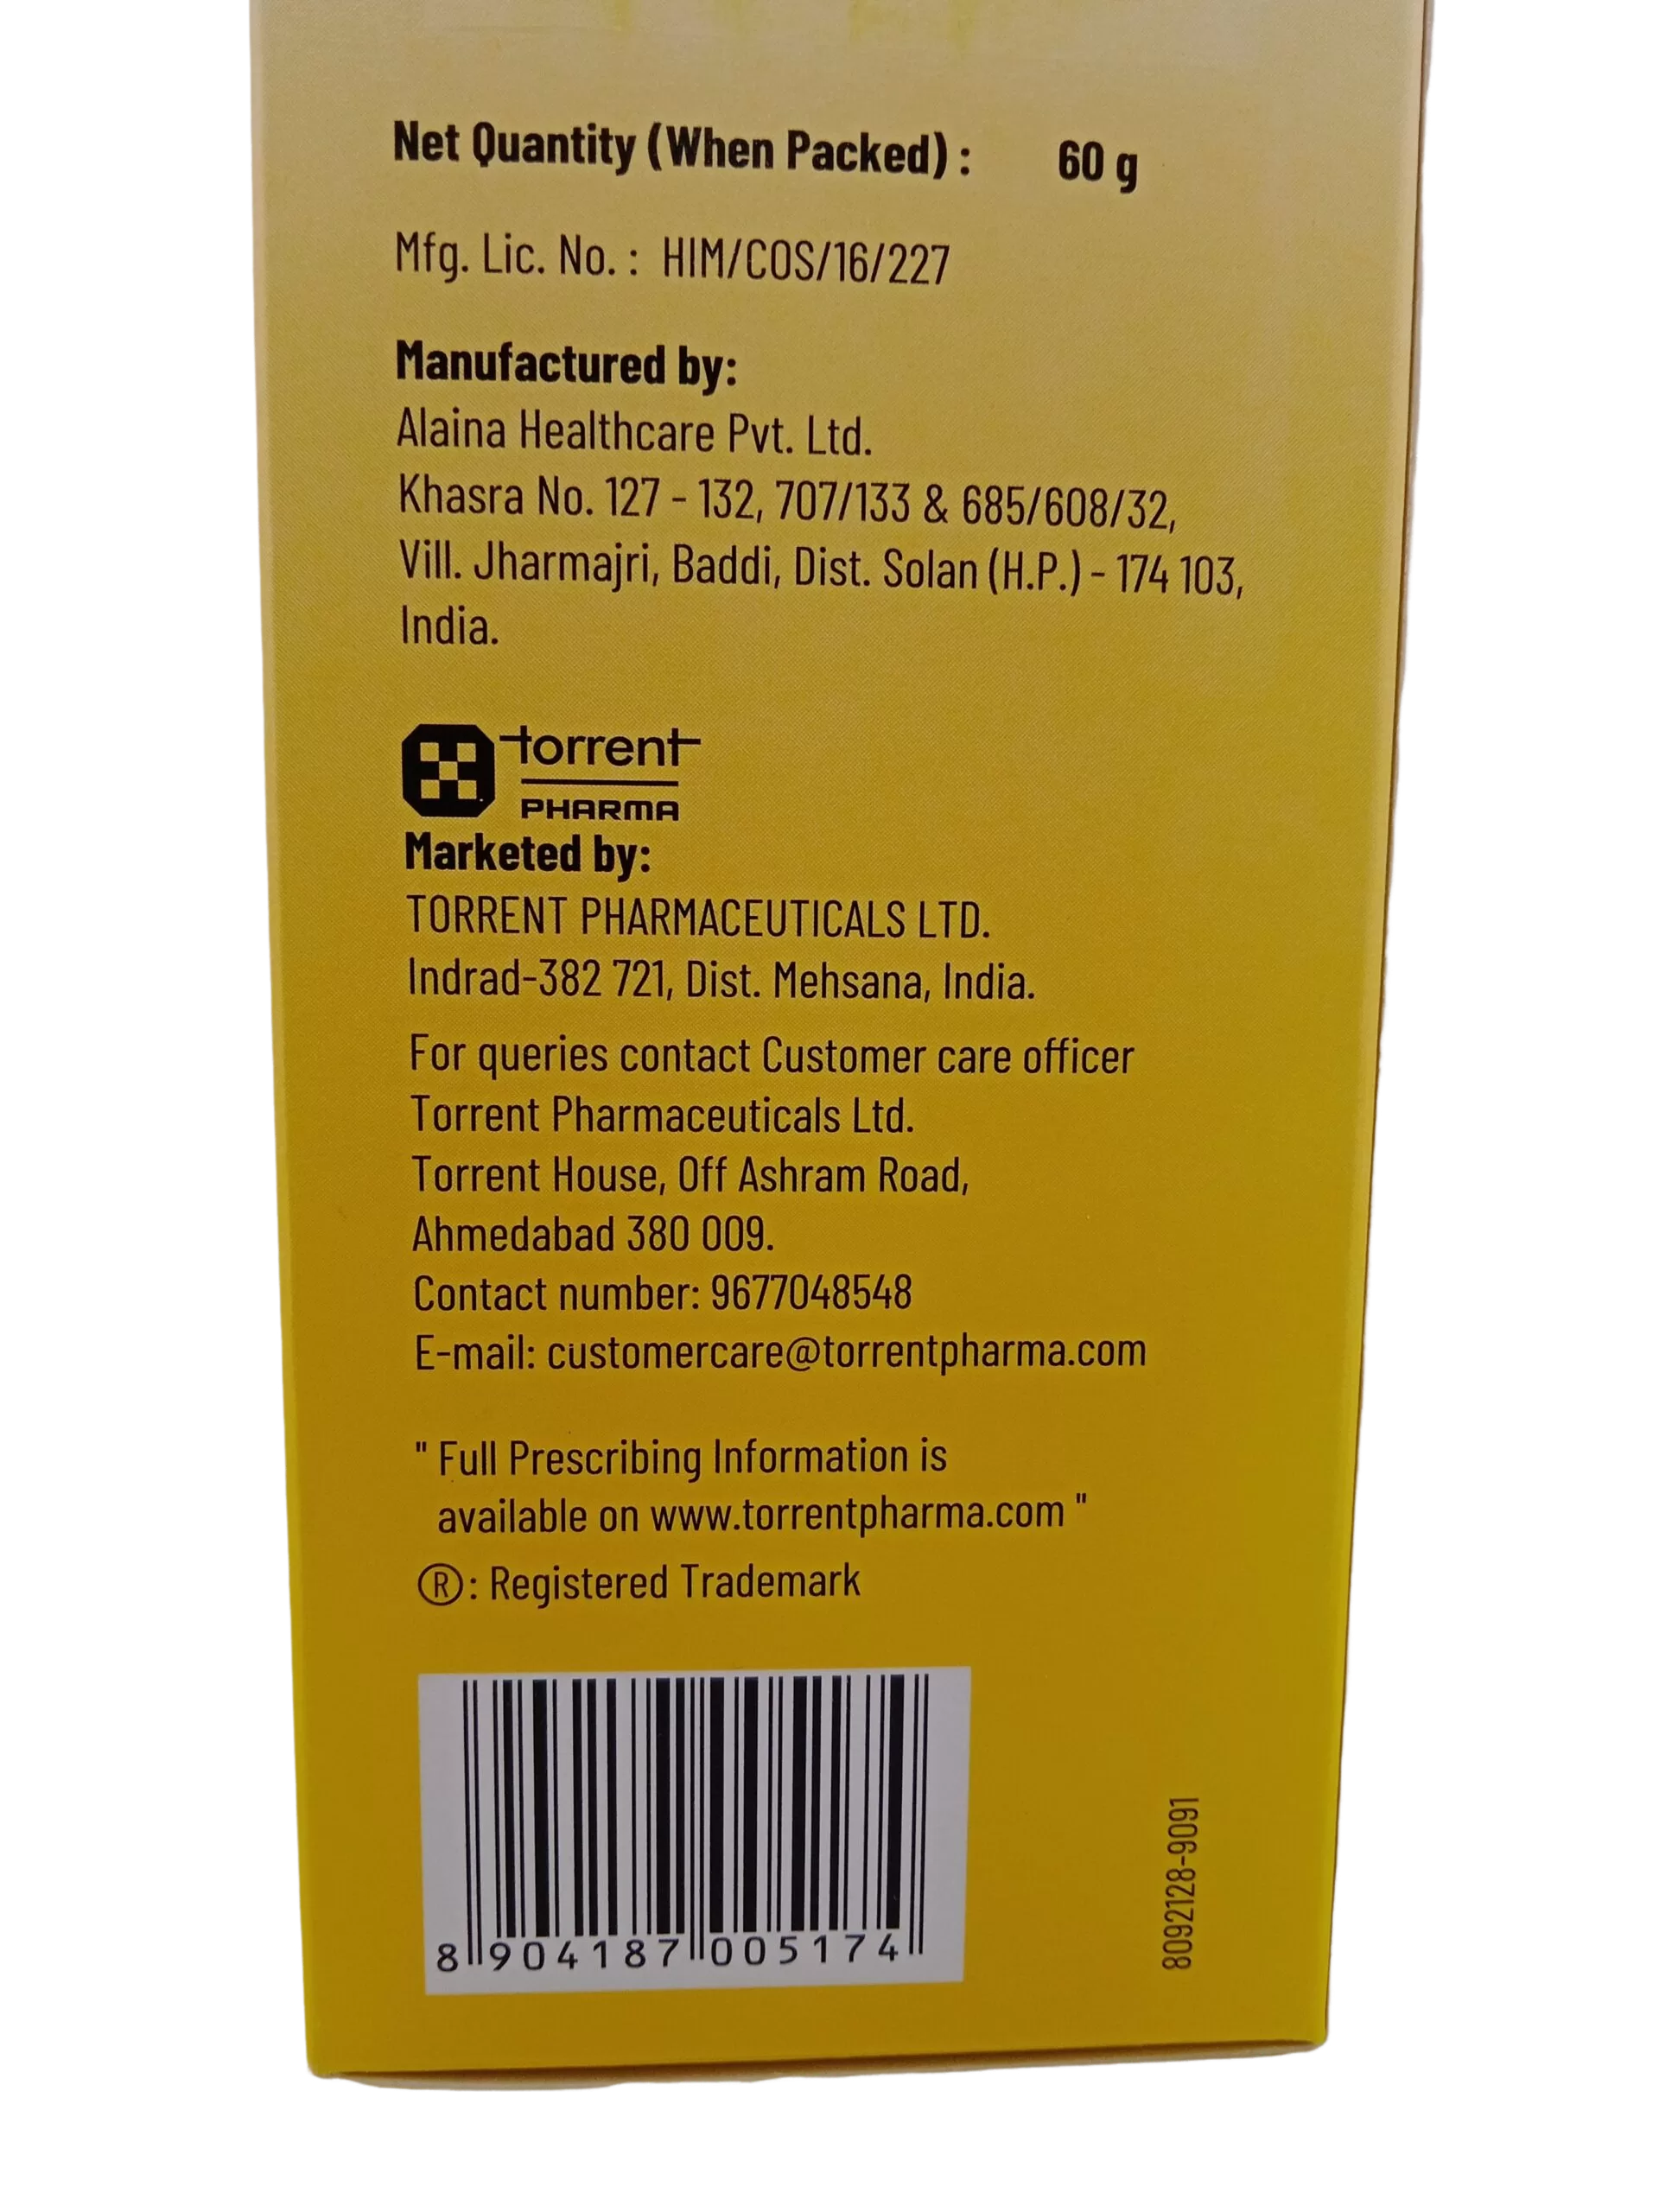 Net Quantity (When Packed) : 60 g
Mfg. Lic. No. : HIM/COS/16/227
Manufactured by:
Alaina Healthcare Pvt. Ltd.
Khasra No. 127 - 132, 707/133 & 685/608/32,
Vill. Jharmajri, Baddi, Dist. Solan (H.P.) - 174 103,
India.
torrent
PHARMA
Marketed by:
TORRENT PHARMACEUTICALS LTD.
Indrad-382 721, Dist. Mehsana, India.
For queries contact Customer care officer
Torrent Pharmaceuticals Ltd.
Torrent House, Off Ashram Road,
Ahmedabad 380 009.
Contact number: 9677048548
E-mail: customercare@torrentpharma.com
" Full Prescribing Information is
available on www.torrentpharma.com "
®: Registered Trademark
8 904187 005174
8092128-9091